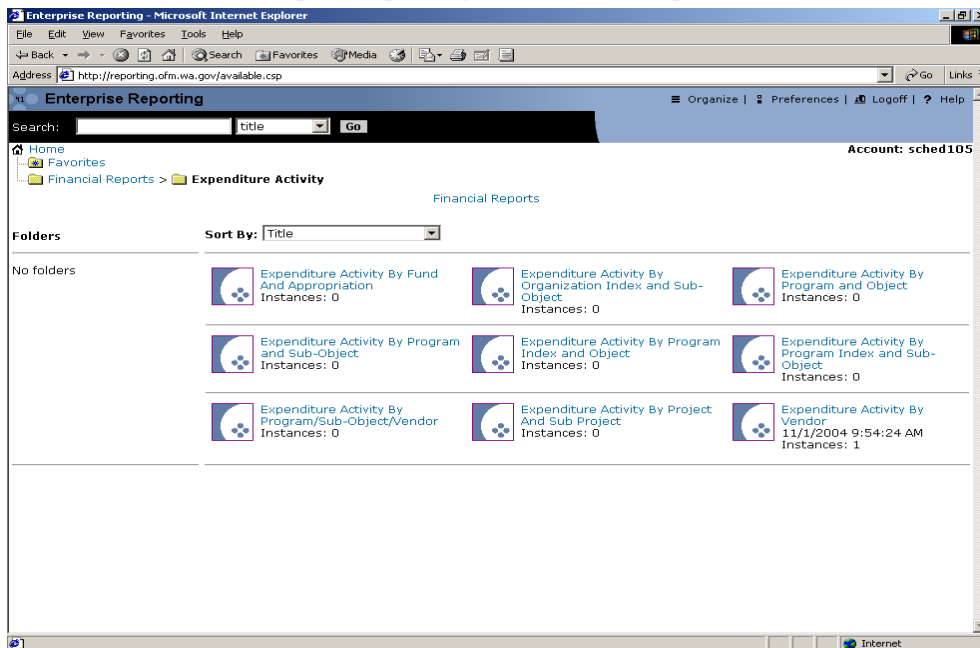 Enterprise Reporting - Microsoft Internet Explorer
File Edit View Favorites Tools Help
Back Search Favorites Media
Address http://reporting.ofm.wa.gov/available.csp Go Links
Enterprise Reporting Organize | Preferences | Logoff | ? Help
Search: title Go
Home Account: sched105
Favorites
Financial Reports > Expenditure Activity
Financial Reports
Folders Sort By: Title
No folders
Expenditure Activity By Fund
And Appropriation
Instances: 0
Expenditure Activity By
Organization Index and Sub-
Object
Instances: 0
Expenditure Activity By
Program and Object
Instances: 0
Expenditure Activity By Program
and Sub-Object
Instances: 0
Expenditure Activity By Program
Index and Object
Instances: 0
Expenditure Activity By
Program Index and Sub-
Object
Instances: 0
Expenditure Activity By
Program/Sub-Object/Vendor
Instances: 0
Expenditure Activity By Project
And Sub Project
Instances: 0
Expenditure Activity By
Vendor
11/1/2004 9:54:24 AM
Instances: 1
Internet